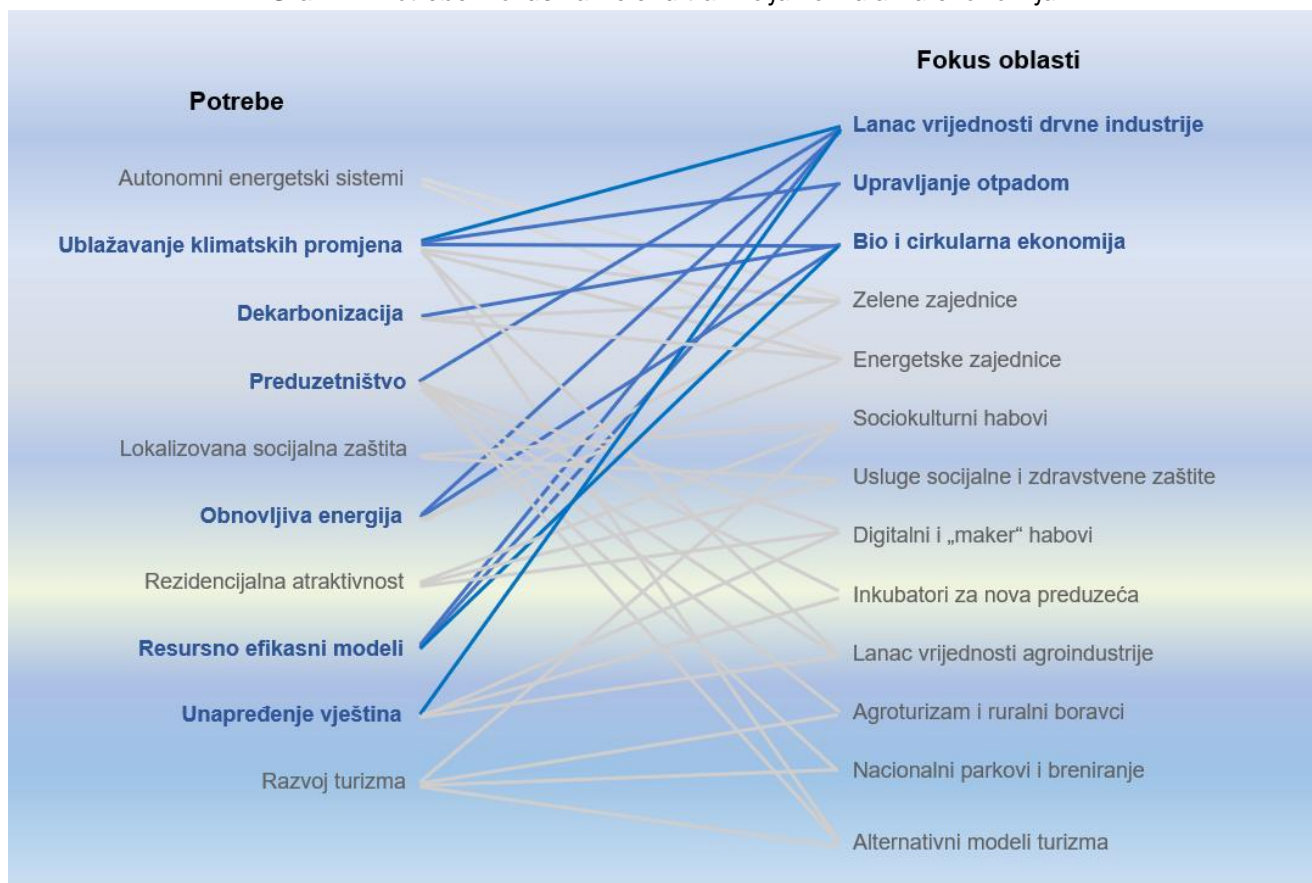 Potrebe
Autonomni energetski sistemi
Ublažavanje klimatskih promjena
Dekarbonizacija
Preduzetništvo
Lokalizovana socijalna zaštita
Obnovljiva energija
Rezidencijalna atraktivnost
Resursno efikasni modeli
Unapređenje vještina
Razvoj turizma
Fokus oblasti
Lanac vrijednosti drvne industrije
Upravljanje otpadom
Bio i cirkularna ekonomija
Zelene zajednice
Energetske zajednice
Sociokulturni habovi
Usluge socijalne i zdravstvene zaštite
Digitalni i „maker“ habovi
Inkubatori za nova preduzeća
Lanac vrijednosti agroindustrije
Agroturizam i ruralni boravci
Nacionalni parkovi i breniranje
Alternativni modeli turizma